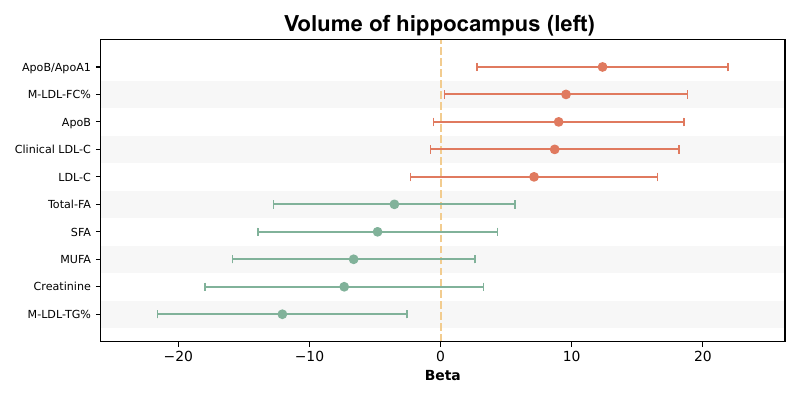 Volume of hippocampus (left)
ApoB/ApoA1
M-LDL-FC%
ApoB
Clinical LDL-C
LDL-C
Total-FA
SFA
MUFA
Creatinine
M-LDL-TG%
−20 −10 0 10 20
Beta